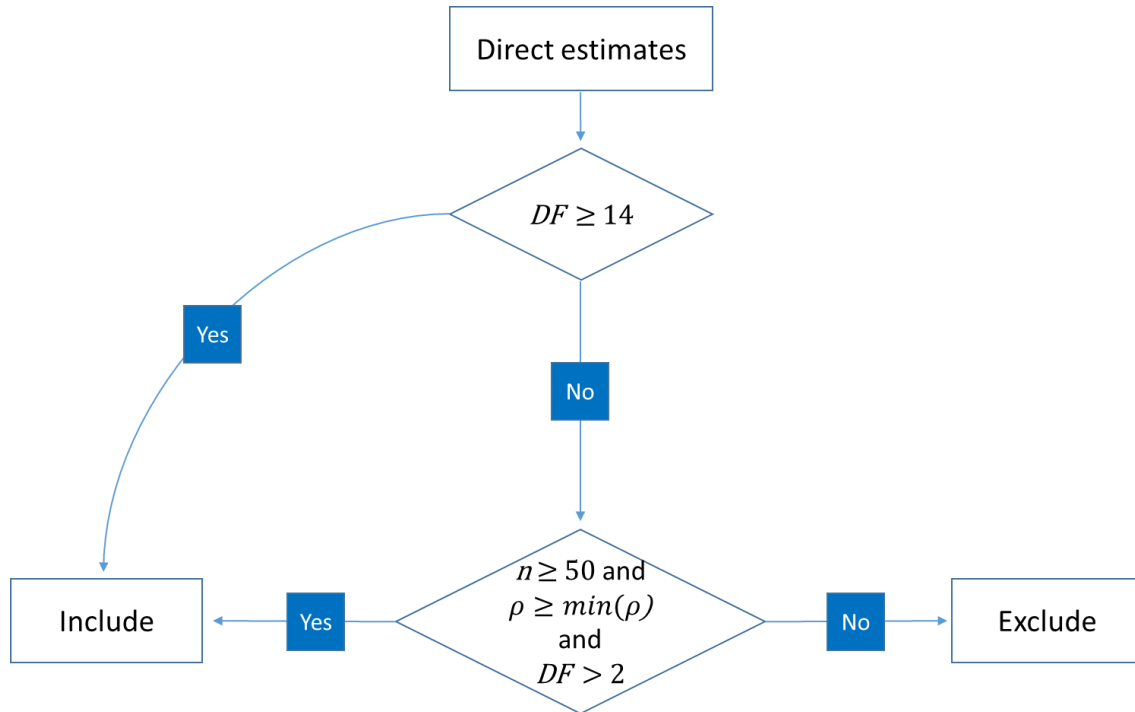 Direct estimates
DF ≥ 14
Yes
No
n ≥ 50 and
ρ ≥ min(ρ)
and
DF > 2
Include
Yes
No
Exclude